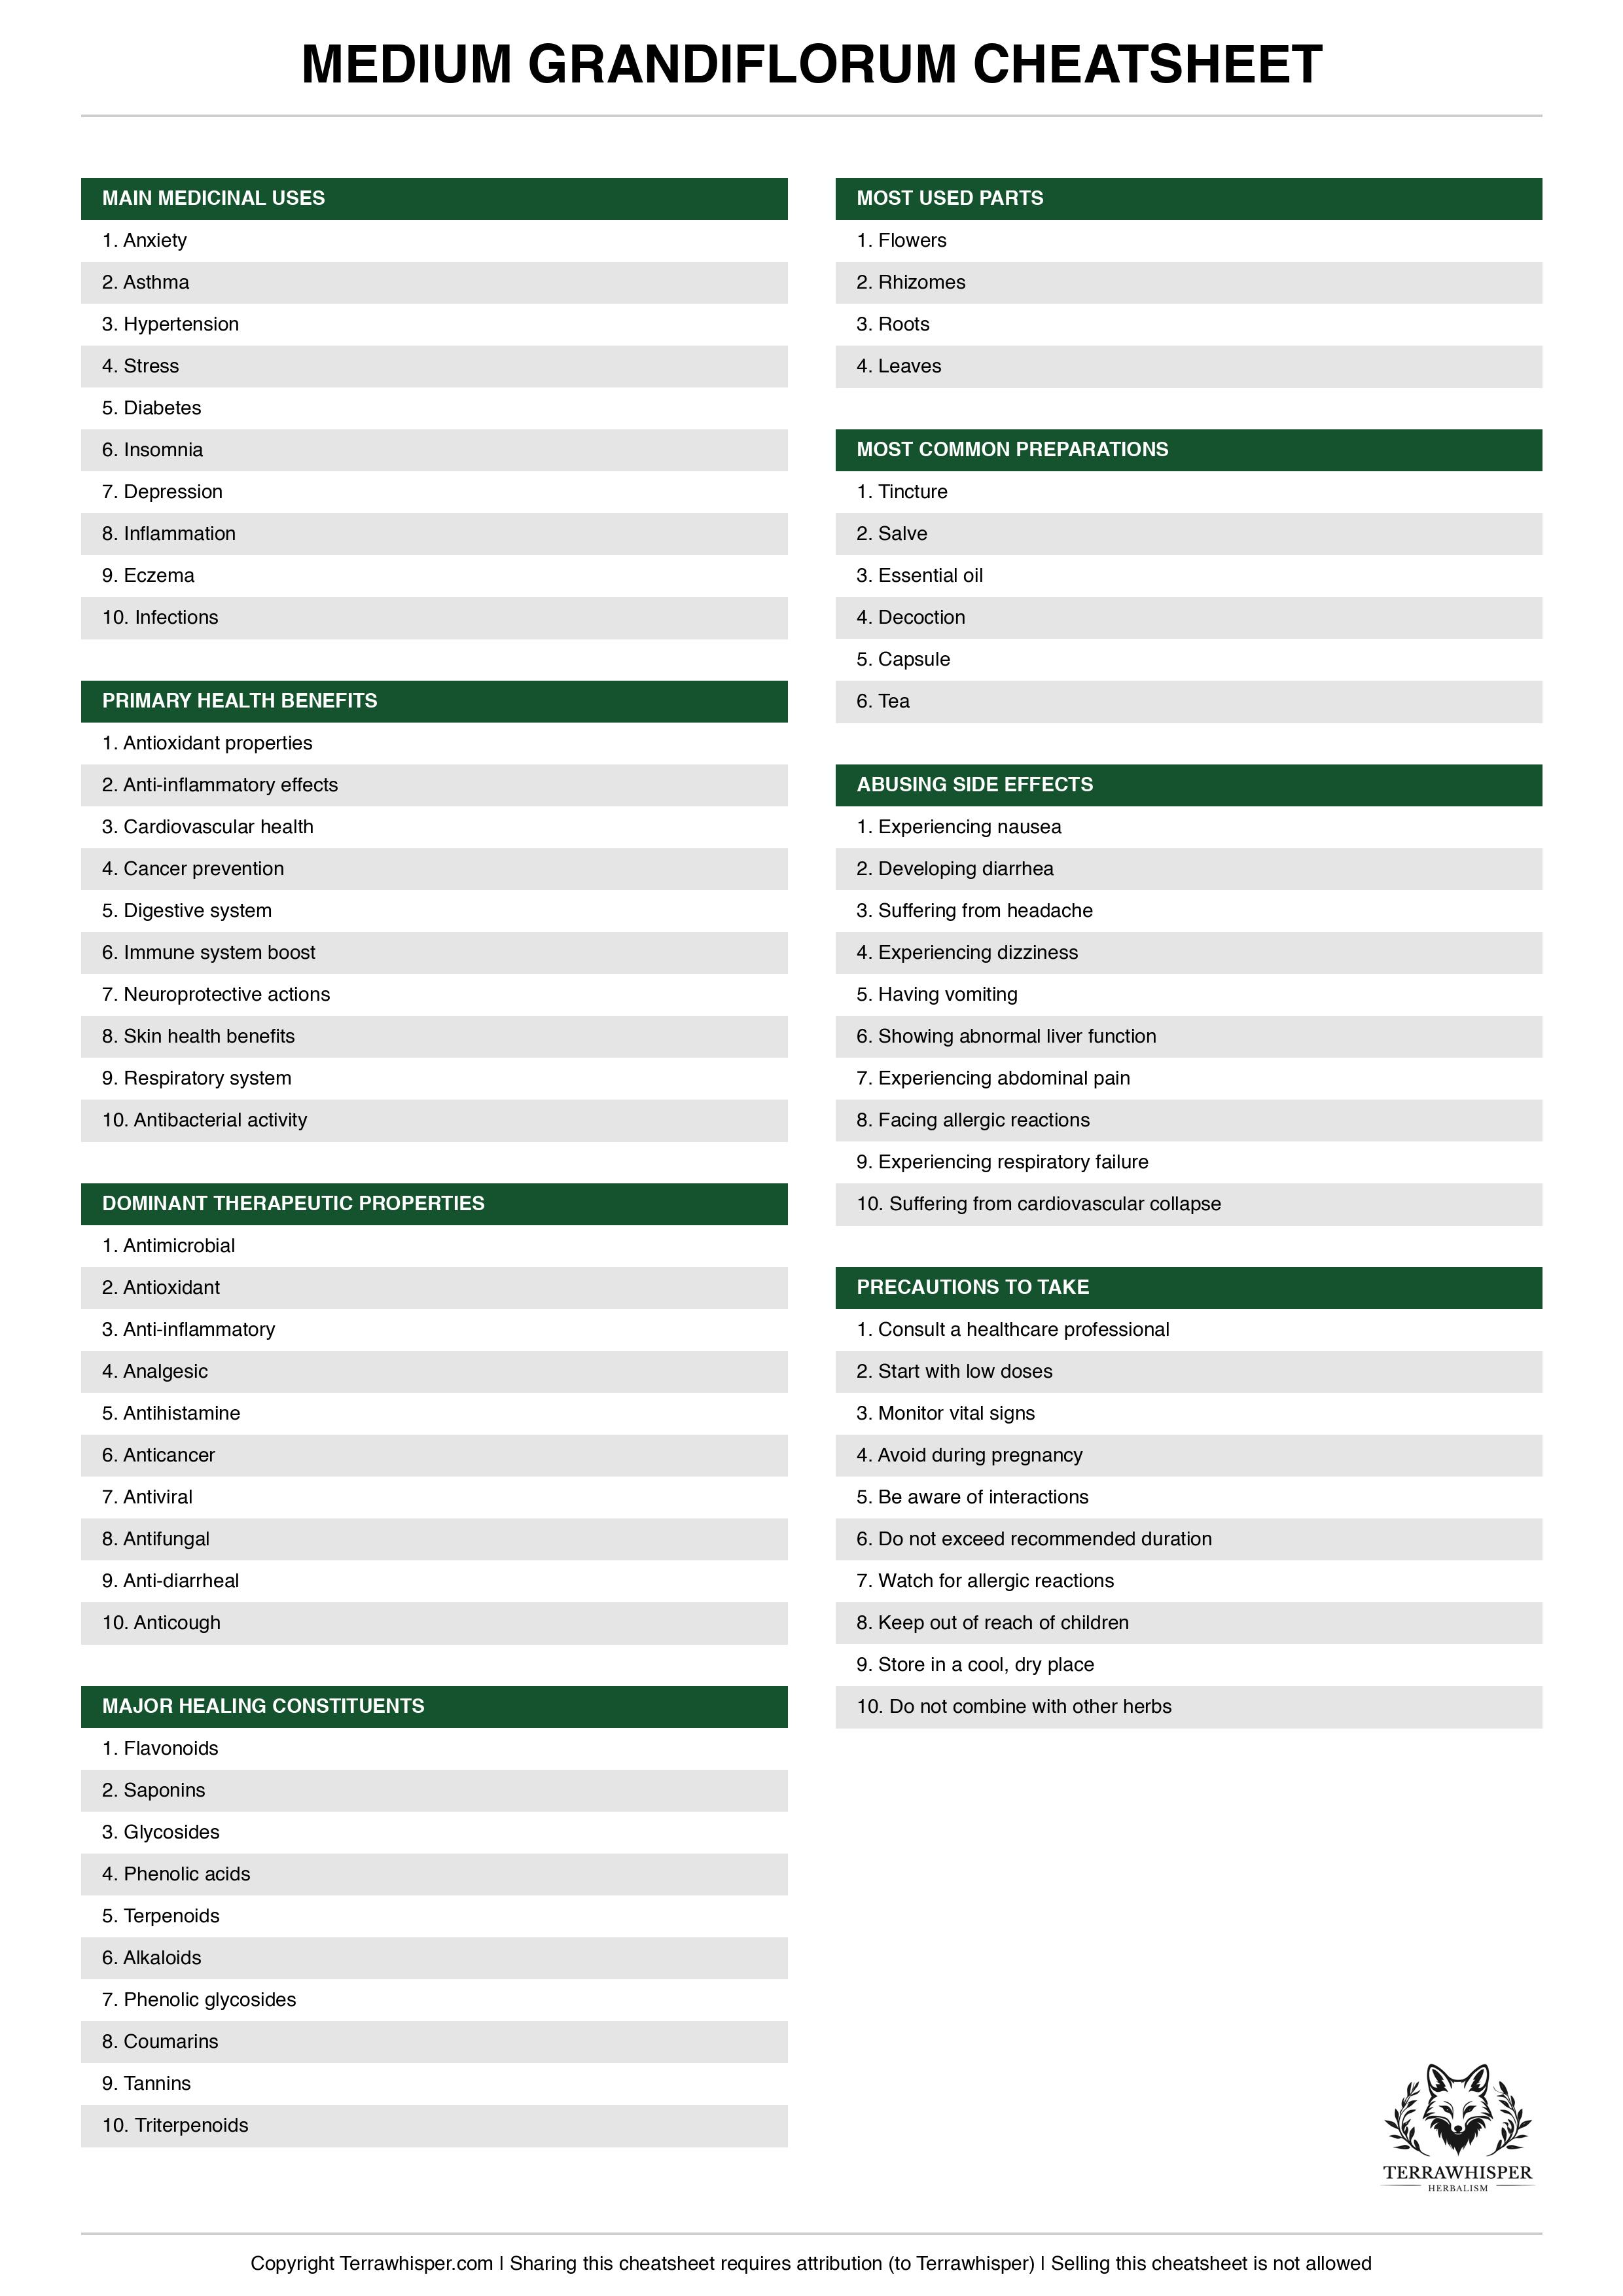 MEDIUM GRANDIFLORUM CHEATSHEET
MAIN MEDICINAL USES
1. Anxiety
2. Asthma
3. Hypertension
4. Stress
5. Diabetes
6. Insomnia
7. Depression
8. Inflammation
9. Eczema
10. Infections
PRIMARY HEALTH BENEFITS
1. Antioxidant properties
2. Anti-inflammatory effects
3. Cardiovascular health
4. Cancer prevention
5. Digestive system
6. Immune system boost
7. Neuroprotective actions
8. Skin health benefits
9. Respiratory system
10. Antibacterial activity
DOMINANT THERAPEUTIC PROPERTIES
1. Antimicrobial
2. Antioxidant
3. Anti-inflammatory
4. Analgesic
5. Antihistamine
6. Anticancer
7. Antiviral
8. Antifungal
9. Anti-diarrheal
10. Anticough
MAJOR HEALING CONSTITUENTS
1. Flavonoids
2. Saponins
3. Glycosides
4. Phenolic acids
5. Terpenoids
6. Alkaloids
7. Phenolic glycosides
8. Coumarins
9. Tannins
10. Triterpenoids
MOST USED PARTS
1. Flowers
2. Rhizomes
3. Roots
4. Leaves
MOST COMMON PREPARATIONS
1. Tincture
2. Salve
3. Essential oil
4. Decoction
5. Capsule
6. Tea
ABUSING SIDE EFFECTS
1. Experiencing nausea
2. Developing diarrhea
3. Suffering from headache
4. Experiencing dizziness
5. Having vomiting
6. Showing abnormal liver function
7. Experiencing abdominal pain
8. Facing allergic reactions
9. Experiencing respiratory failure
10. Suffering from cardiovascular collapse
PRECAUTIONS TO TAKE
1. Consult a healthcare professional
2. Start with low doses
3. Monitor vital signs
4. Avoid during pregnancy
5. Be aware of interactions
6. Do not exceed recommended duration
7. Watch for allergic reactions
8. Keep out of reach of children
9. Store in a cool, dry place
10. Do not combine with other herbs
TERRAWHISPER
HERBALISM
Copyright Terrawhisper.com | Sharing this cheatsheet requires attribution (to Terrawhisper) | Selling this cheatsheet is not allowed